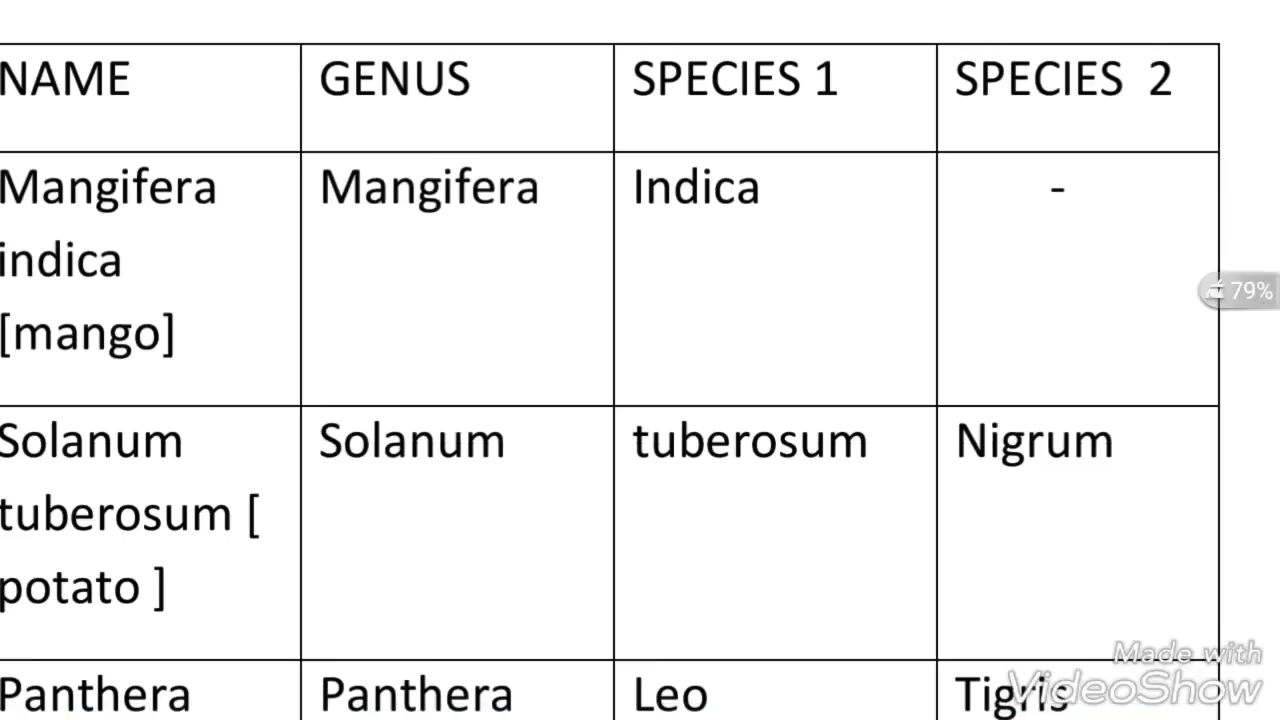 NAME GENUS SPECIES 1 SPECIES 2
Mangifera Mangifera Indica -
indica
[mango]
79%
Solanum Solanum tuberosum Nigrum
tuberosum [
potato ]
Made with
Panthera Panthera Leo Tigris
VideoShow